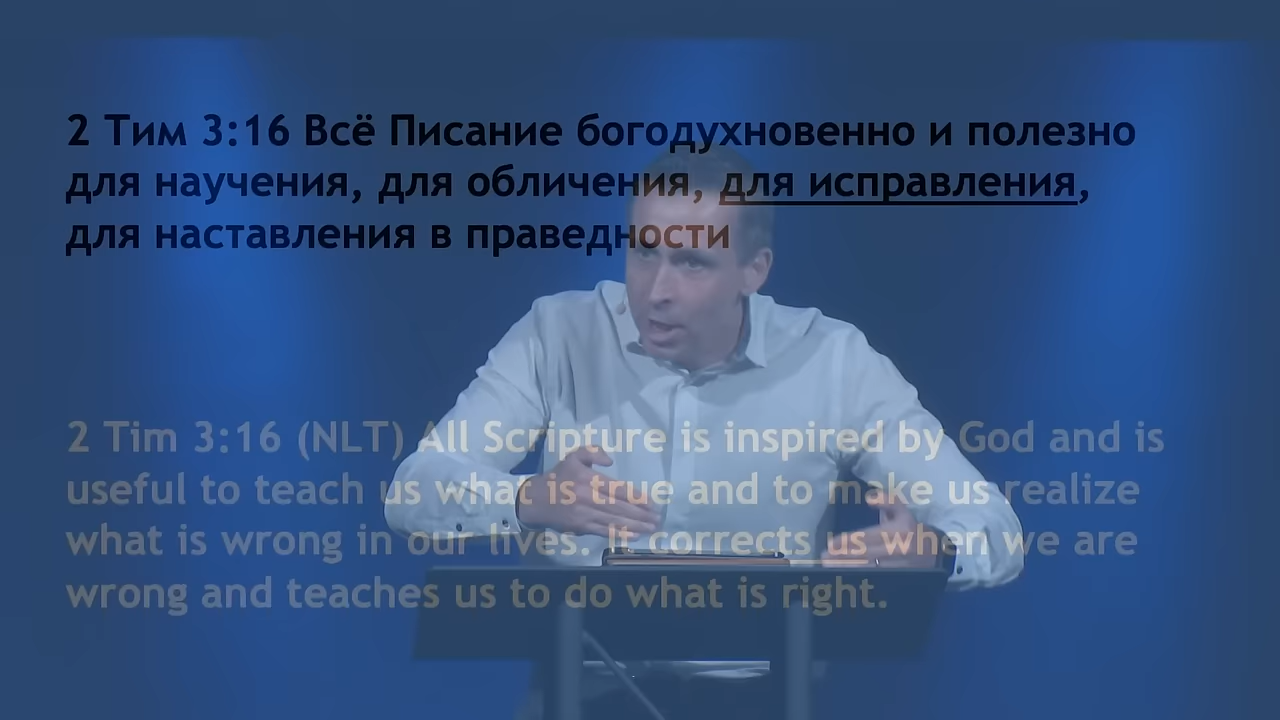 2 Тим 3:16 Всё Писание богодухновенно и полезно
для научения, для обличения, для исправления,
для наставления в праведности
2 Tim 3:16 (NLT) All Scripture is inspired by God and is
useful to teach us what is true and to make us realize
what is wrong in our lives. It corrects us when we are
wrong and teaches us to do what is right.